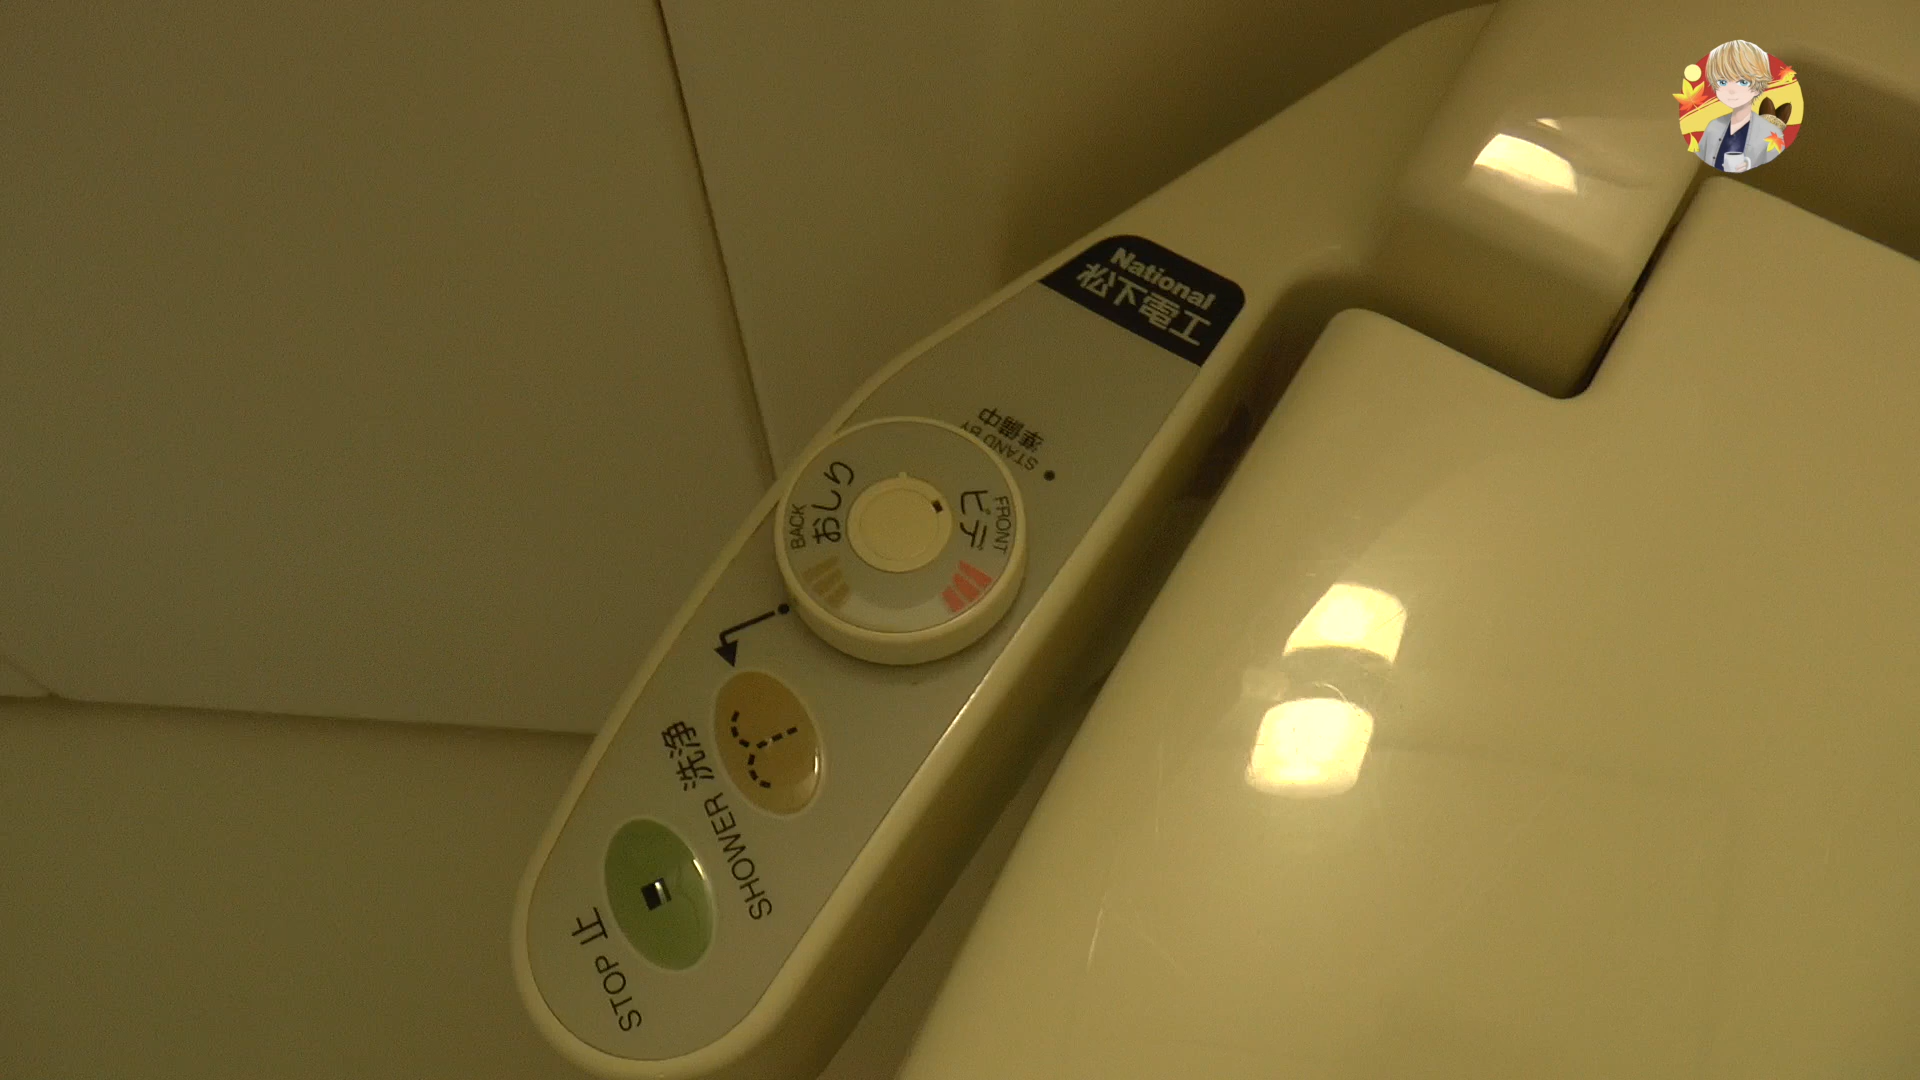 National
松下電工
準備中
STAND BY
おしり
BACK
ビデ
FRONT
SHOWER 洗浄
STOP 止